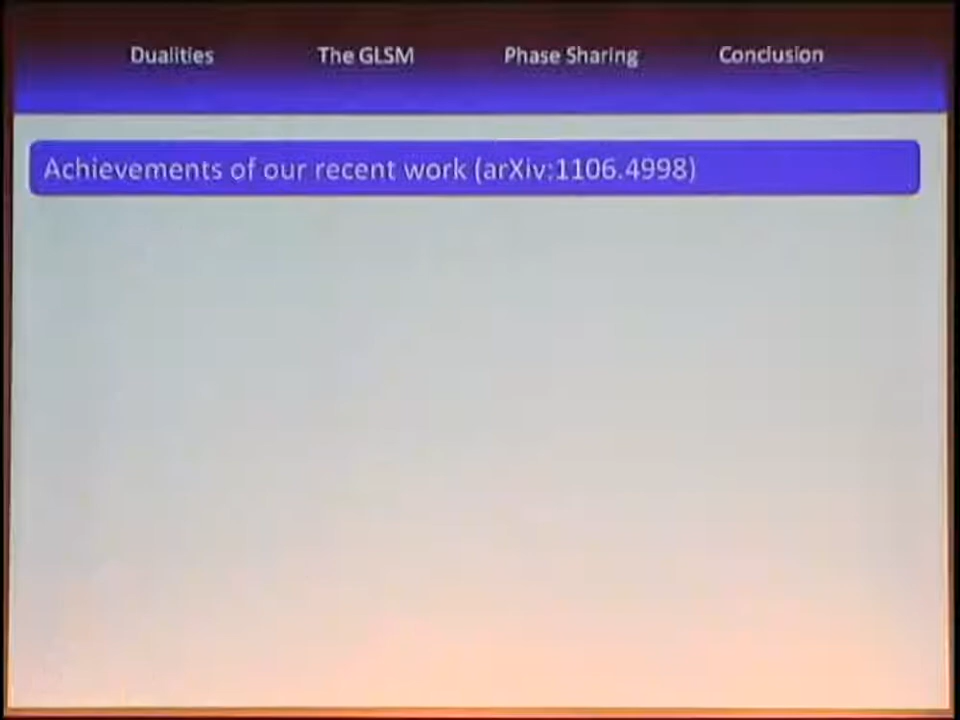 Dualities The GLSM Phase Sharing Conclusion
Achievements of our recent work (arXiv:1106.4998)